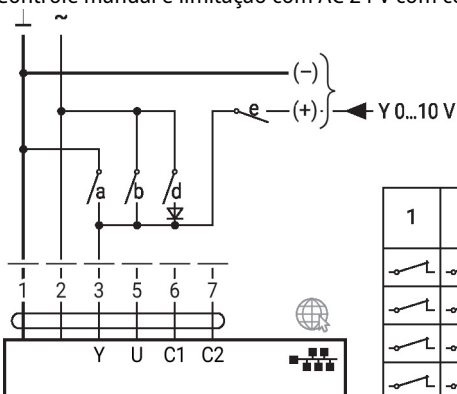 controle manual e limitação com AC 24 V com co
⊥ ~
(–)
e (+) Y 0...10 V
a b d
1
1 2 3 5 6 7
Y U C1 C2